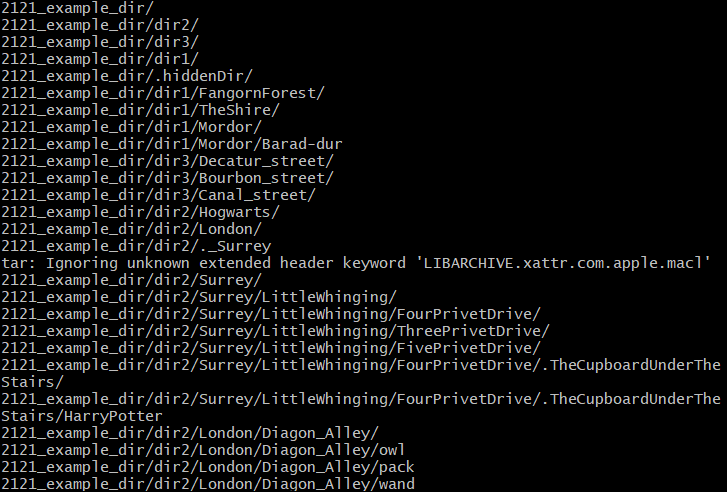 2121_example_dir/
2121_example_dir/dir2/
2121_example_dir/dir3/
2121_example_dir/dir1/
2121_example_dir/.hiddenDir/
2121_example_dir/dir1/FangornForest/
2121_example_dir/dir1/TheShire/
2121_example_dir/dir1/Mordor/
2121_example_dir/dir1/Mordor/Barad-dur
2121_example_dir/dir3/Decatur_street/
2121_example_dir/dir3/Bourbon_street/
2121_example_dir/dir3/Canal_street/
2121_example_dir/dir2/Hogwarts/
2121_example_dir/dir2/London/
2121_example_dir/dir2/._Surrey
tar: Ignoring unknown extended header keyword 'LIBARCHIVE.xattr.com.apple.macl'
2121_example_dir/dir2/Surrey/
2121_example_dir/dir2/Surrey/LittleWhinging/
2121_example_dir/dir2/Surrey/LittleWhinging/FourPrivetDrive/
2121_example_dir/dir2/Surrey/LittleWhinging/ThreePrivetDrive/
2121_example_dir/dir2/Surrey/LittleWhinging/FivePrivetDrive/
2121_example_dir/dir2/Surrey/LittleWhinging/FourPrivetDrive/.TheCupboardUnderThe
Stairs/
2121_example_dir/dir2/Surrey/LittleWhinging/FourPrivetDrive/.TheCupboardUnderThe
Stairs/HarryPotter
2121_example_dir/dir2/London/Diagon_Alley/
2121_example_dir/dir2/London/Diagon_Alley/owl
2121_example_dir/dir2/London/Diagon_Alley/pack
2121_example_dir/dir2/London/Diagon_Alley/wand